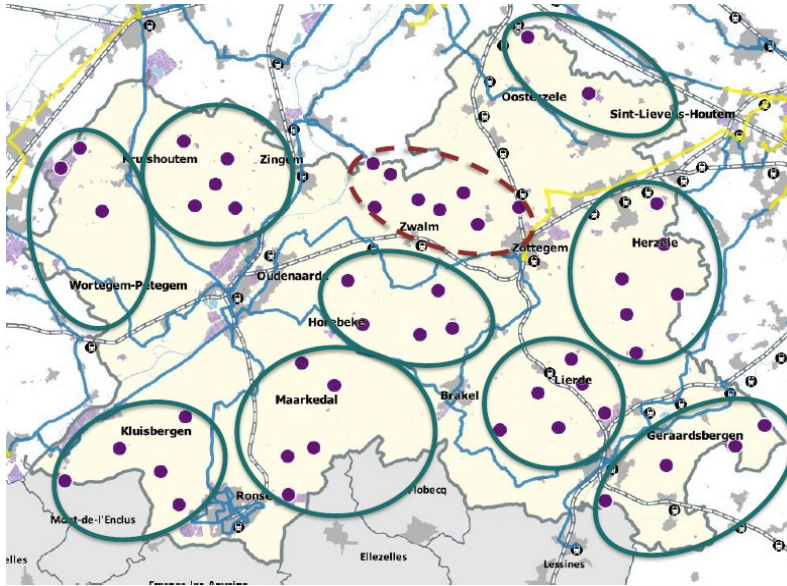 Oosterzele
Sint-Lievens-Houtem
Kruishoutem
Zingem
Zwalm
Herzele
Zottegem
Oudenaarde
Wortegem-Petegem
Horebeke
Lierde
Brakel
Maarkedal
Kluisbergen
Geraardsbergen
Ronse
Flobecq
Mont-de-l'Enclus
Ellezelles
Lessines
elles